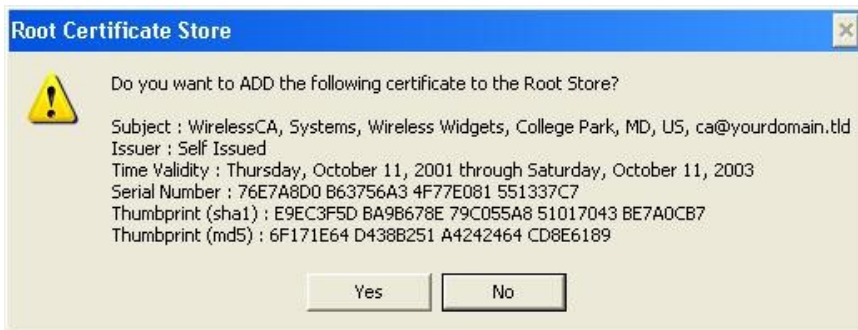 Root Certificate Store
Do you want to ADD the following certificate to the Root Store?
Subject : WirelessCA, Systems, Wireless Widgets, College Park, MD, US, ca@yourdomain.tld
Issuer : Self Issued
Time Validity : Thursday, October 11, 2001 through Saturday, October 11, 2003
Serial Number : 76E7A8D0 B63756A3 4F77E081 551337C7
Thumbprint (sha1) : E9EC3F5D BA9B678E 79C055A8 51017043 BE7A0CB7
Thumbprint (md5) : 6F171E64 D438B251 A4242464 CD8E6189
Yes No